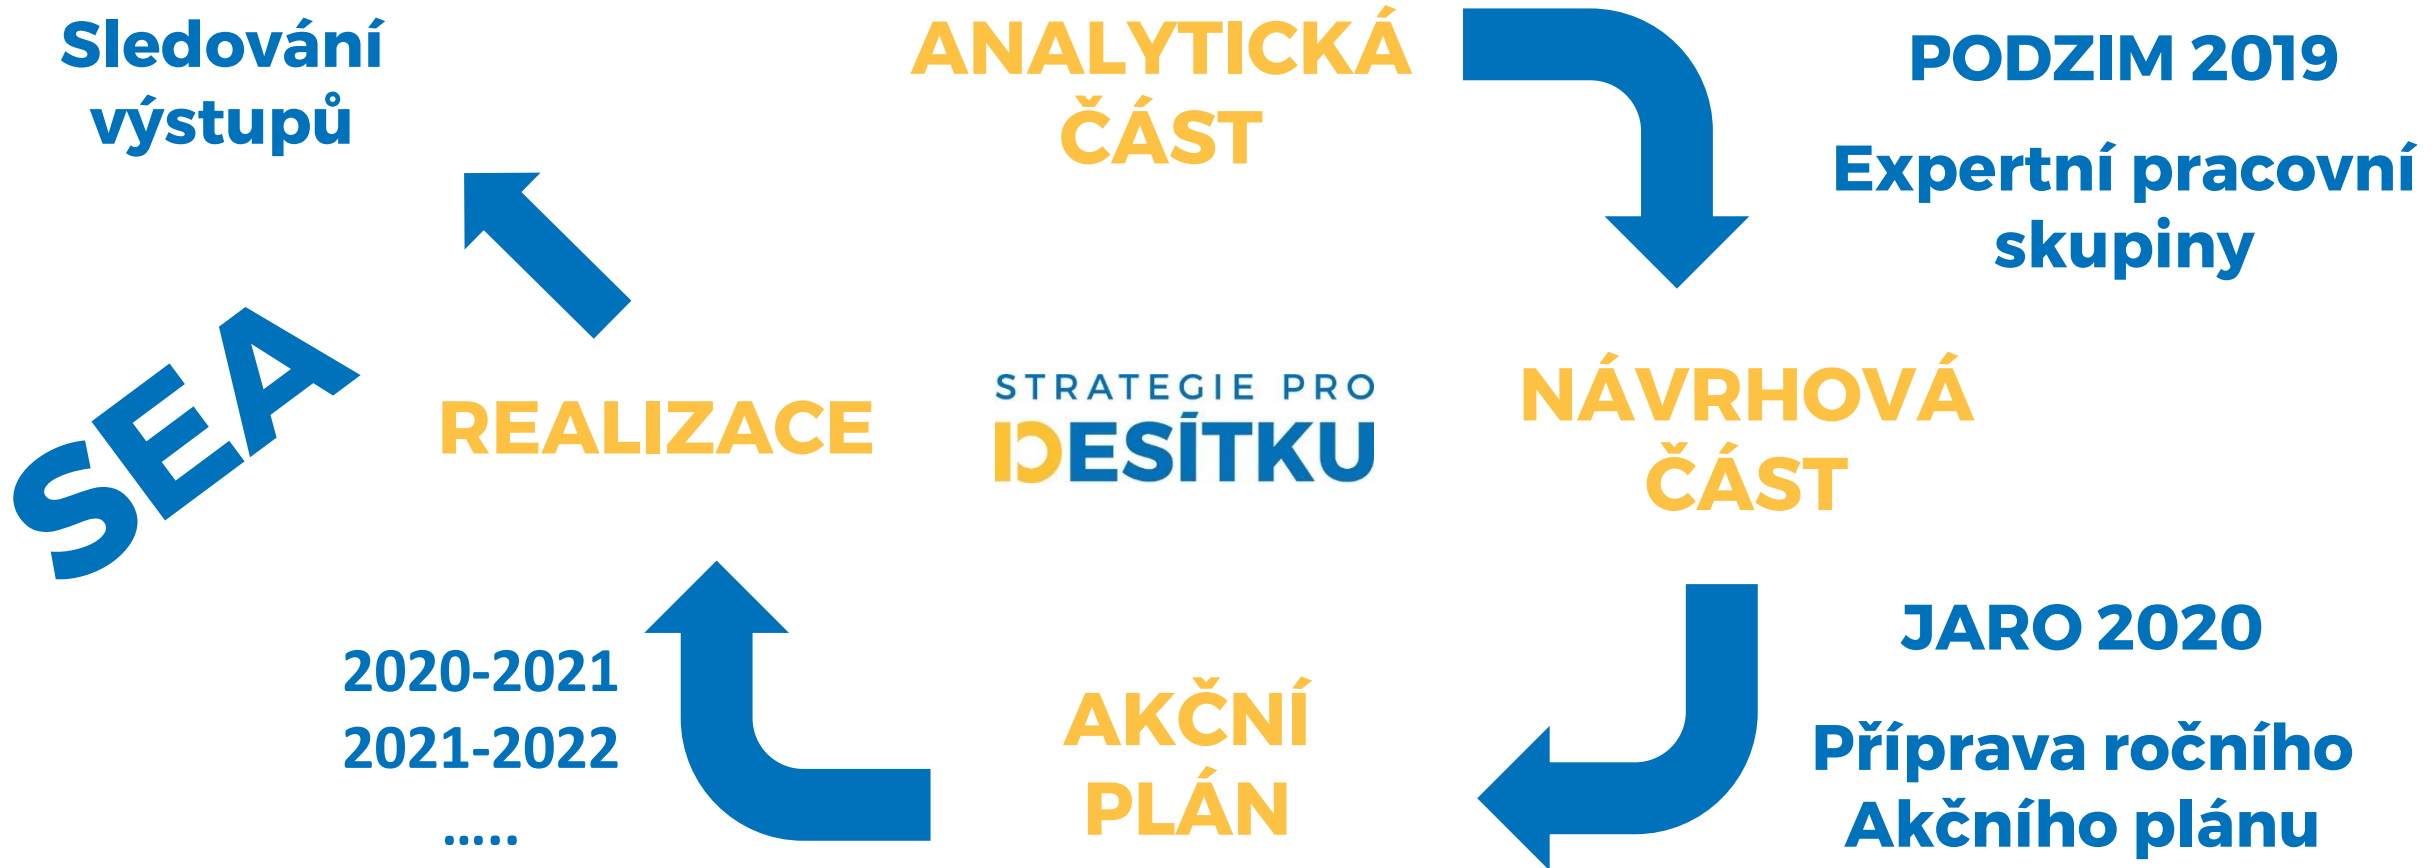 Sledování
výstupů
ANALYTICKÁ
ČÁST
PODZIM 2019
Expertní pracovní
skupiny
SEA
REALIZACE
STRATEGIE PRO
DESÍTKU
NÁVRHOVÁ
ČÁST
2020-2021
2021-2022
.....
AKČNÍ
PLÁN
JARO 2020
Příprava ročního
Akčního plánu